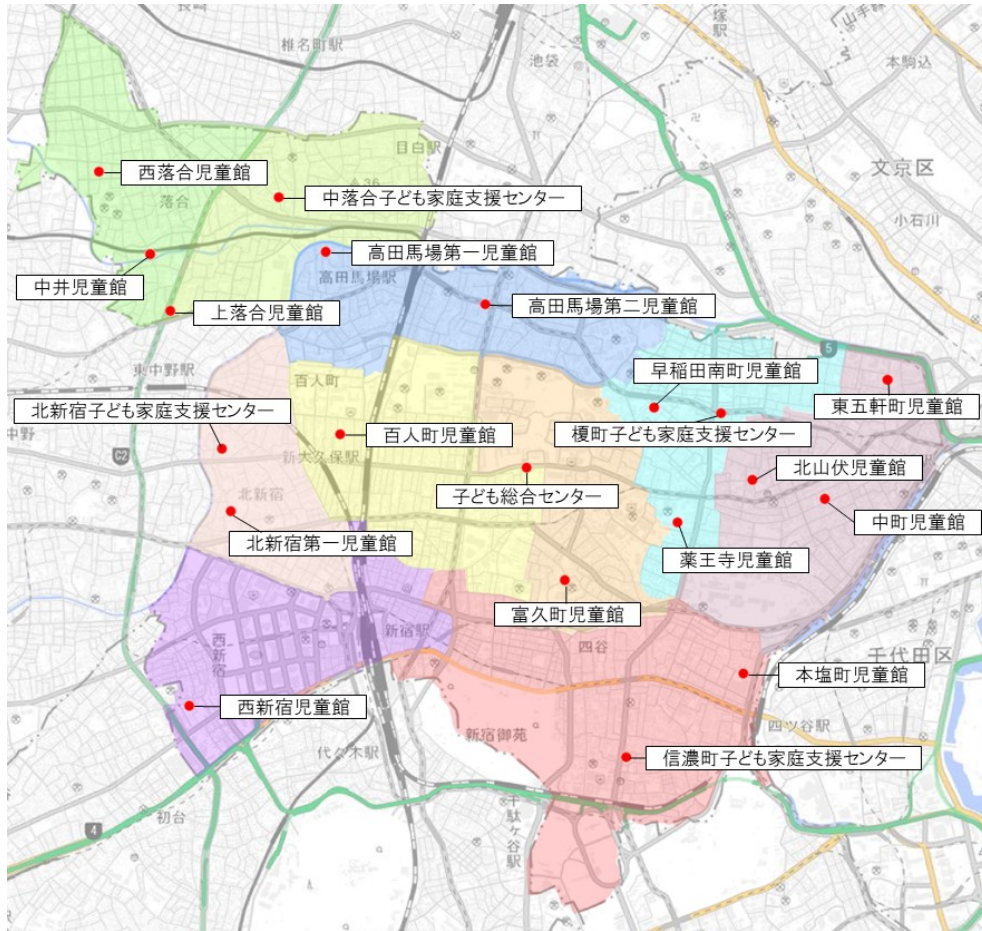 長崎
椎名町駅
池袋
大塚駅
山手線
本駒込
目白駅
文京区
小石川
西落合児童館
落合
中落合子ども家庭支援センター
高田馬場第一児童館
中井児童館
高田馬場駅
上落合児童館
高田馬場第二児童館
5
東中野駅
百人町
早稲田南町児童館
東五軒町児童館
北新宿子ども家庭支援センター
百人町児童館
榎町子ども家庭支援センター
中野
C2
新大久保駅
北山伏児童館
子ども総合センター
北新宿
中町児童館
北新宿第一児童館
薬王寺児童館
富久町児童館
新宿駅
四谷
千代田区
西新宿
本塩町児童館
西新宿児童館
新宿御苑
四ツ谷駅
代々木駅
信濃町子ども家庭支援センター
初台
4
千駄ケ谷駅